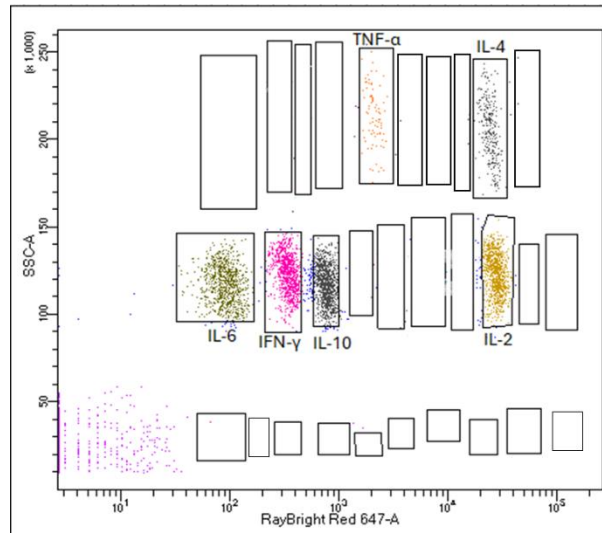 TNF-α
IL-4
(x 1,000)
250
200
150
100
50
SSC-A
IL-6
IFN-γ
IL-10
IL-2
10¹
10²
10³
10⁴
10⁵
RayBright Red 647-A